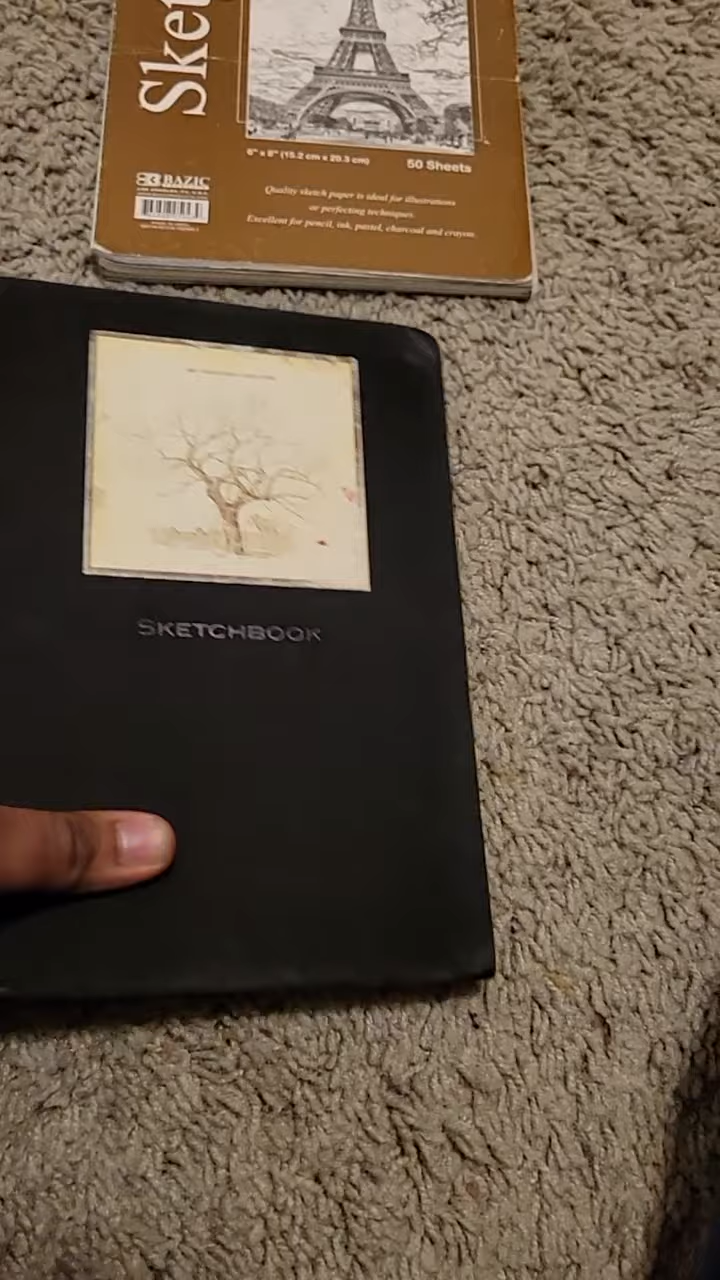 Sket
6" x 8" (15.2 cm x 20.3 cm)
50 Sheets
BAZIC
Quality sketch paper is ideal for illustrations
or perfecting techniques.
Excellent for pencil, ink, pastel, charcoal and crayon.
SKETCHBOOK